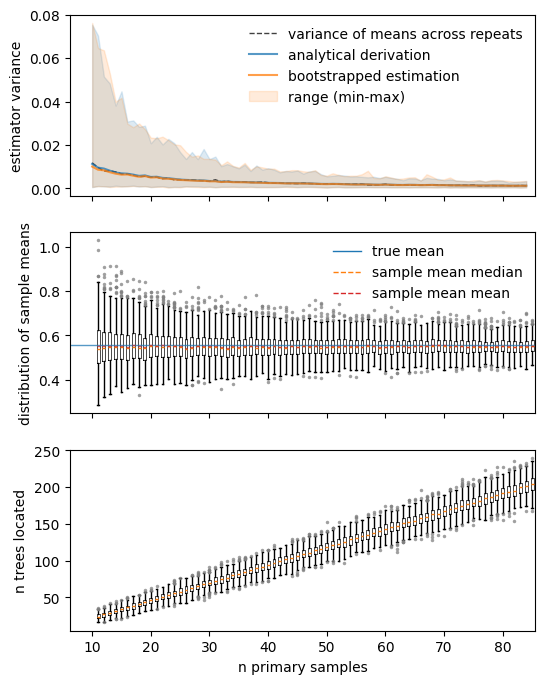 0.08
0.06
0.04
0.02
0.00
estimator variance
variance of means across repeats
analytical derivation
bootstrapped estimation
range (min-max)
1.0
0.8
0.6
0.4
distribution of sample means
true mean
sample mean median
sample mean mean
250
200
150
100
50
n trees located
10 20 30 40 50 60 70 80
n primary samples